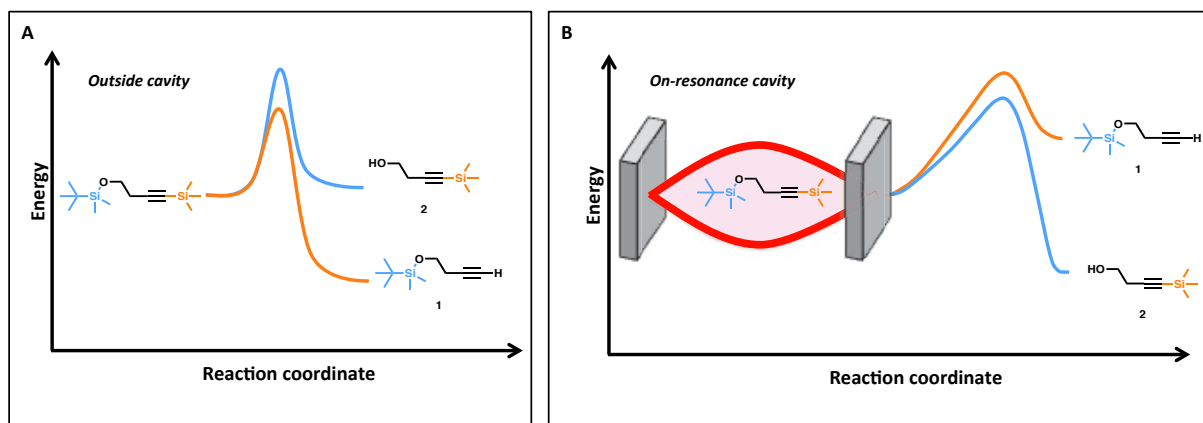 A
Outside cavity
Energy
Si
O
Si
HO
Si
2
Si
O
H
1
Reaction coordinate
B
On-resonance cavity
Energy
Si
O
Si
Si
O
H
1
HO
Si
2
Reaction coordinate